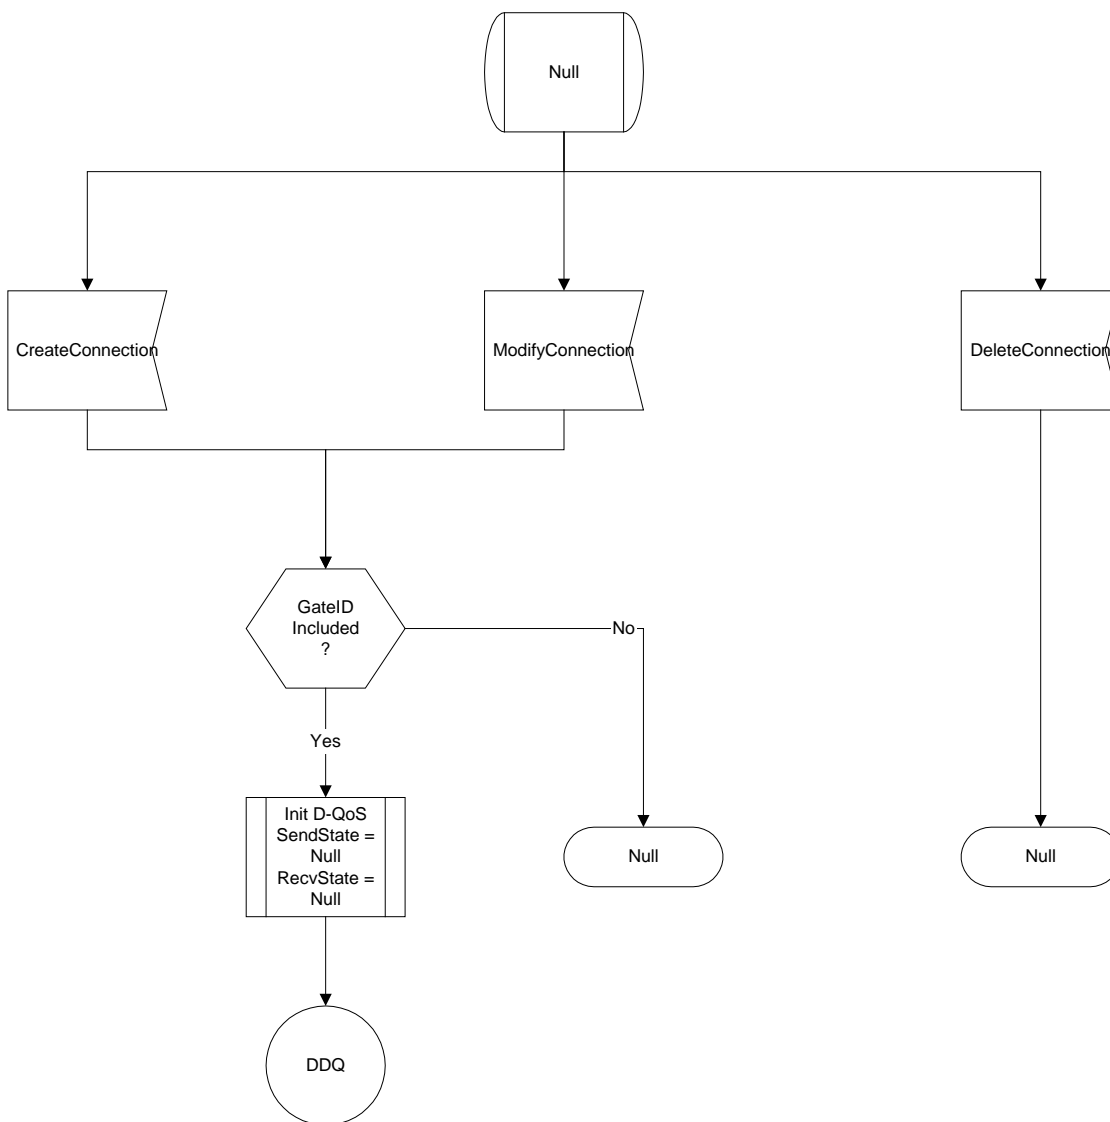 Null
CreateConnection
ModifyConnection
DeleteConnection
GateID
Included
?
No
Yes
Init D-QoS
SendState =
Null
RecvState =
Null
Null
Null
DDQ